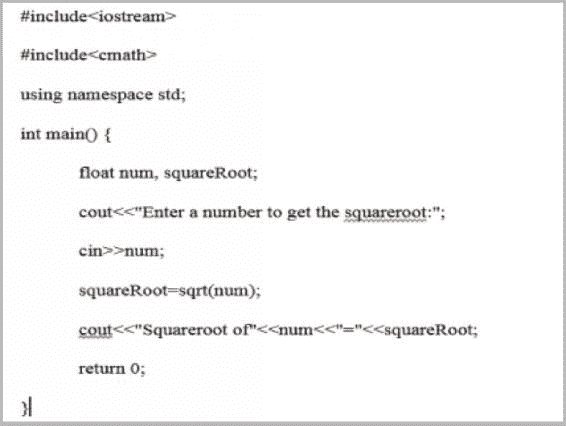 #include<iostream>
#include<cmath>
using namespace std;
int main() {
float num, squareRoot;
cout<<"Enter a number to get the squareroot:";
cin>>num;
squareRoot=sqrt(num);
cout<<"Squareroot of"<<num<<"="<<squareRoot;
return 0;
}